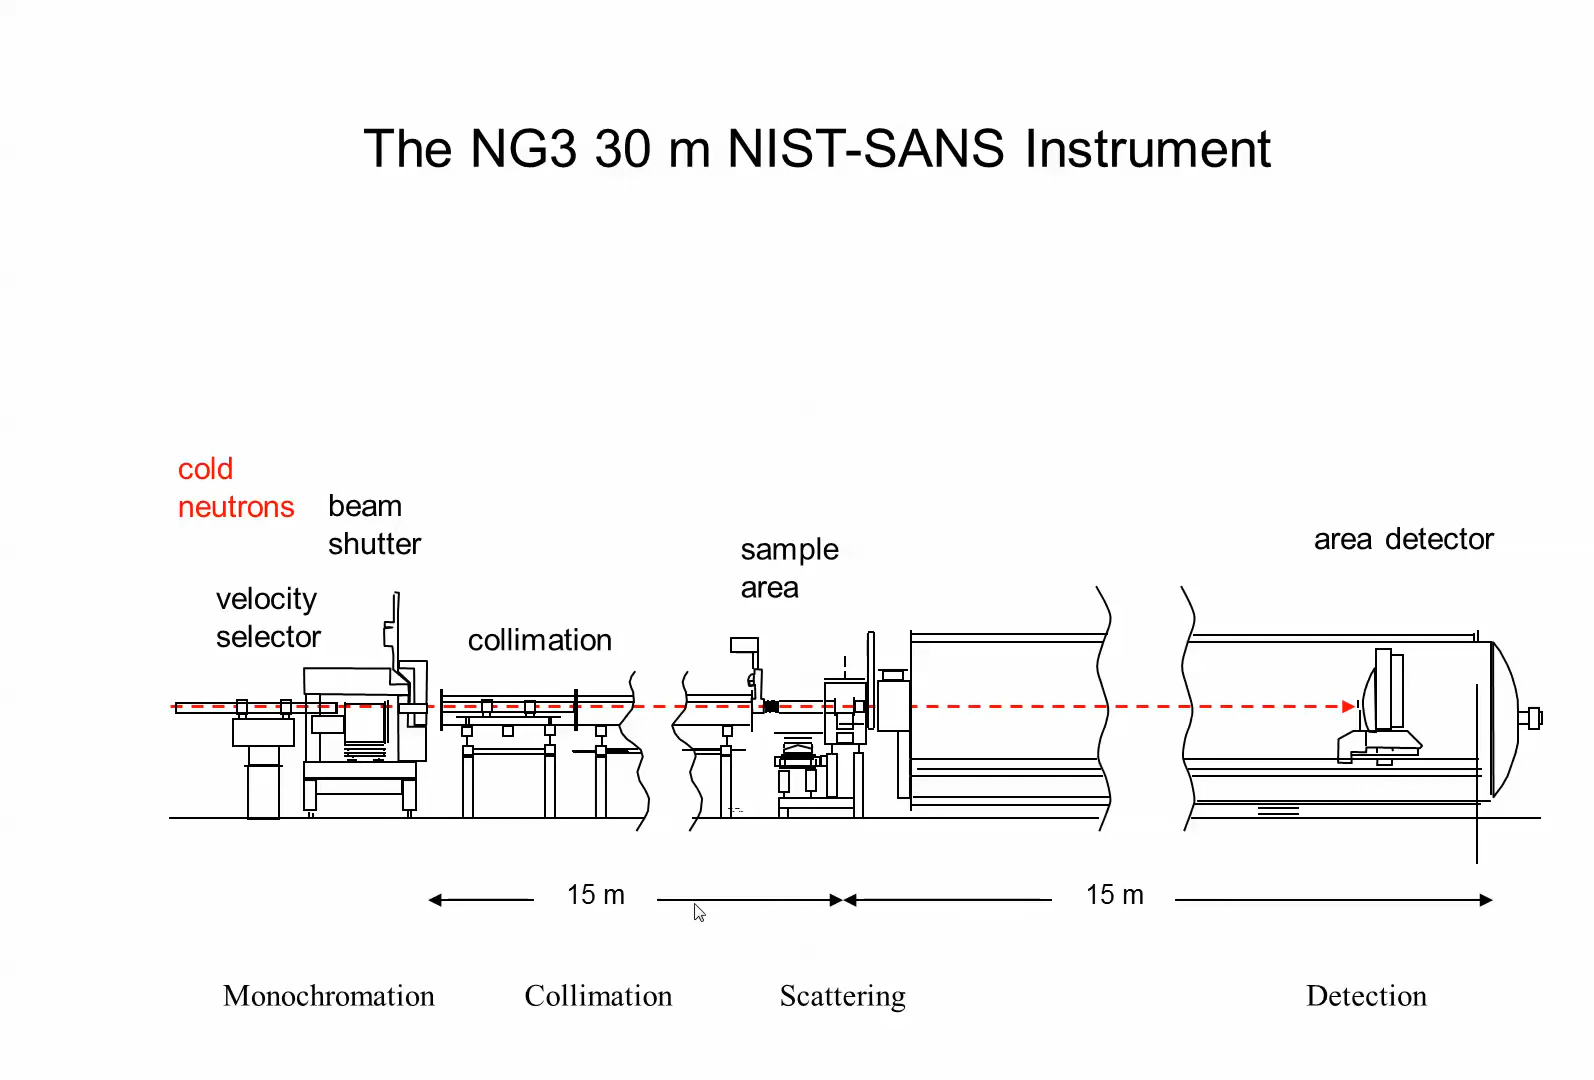 The NG3 30 m NIST-SANS Instrument
cold
neutrons
beam
shutter
velocity
selector
collimation
sample
area
area detector
15 m
15 m
Monochromation
Collimation
Scattering
Detection